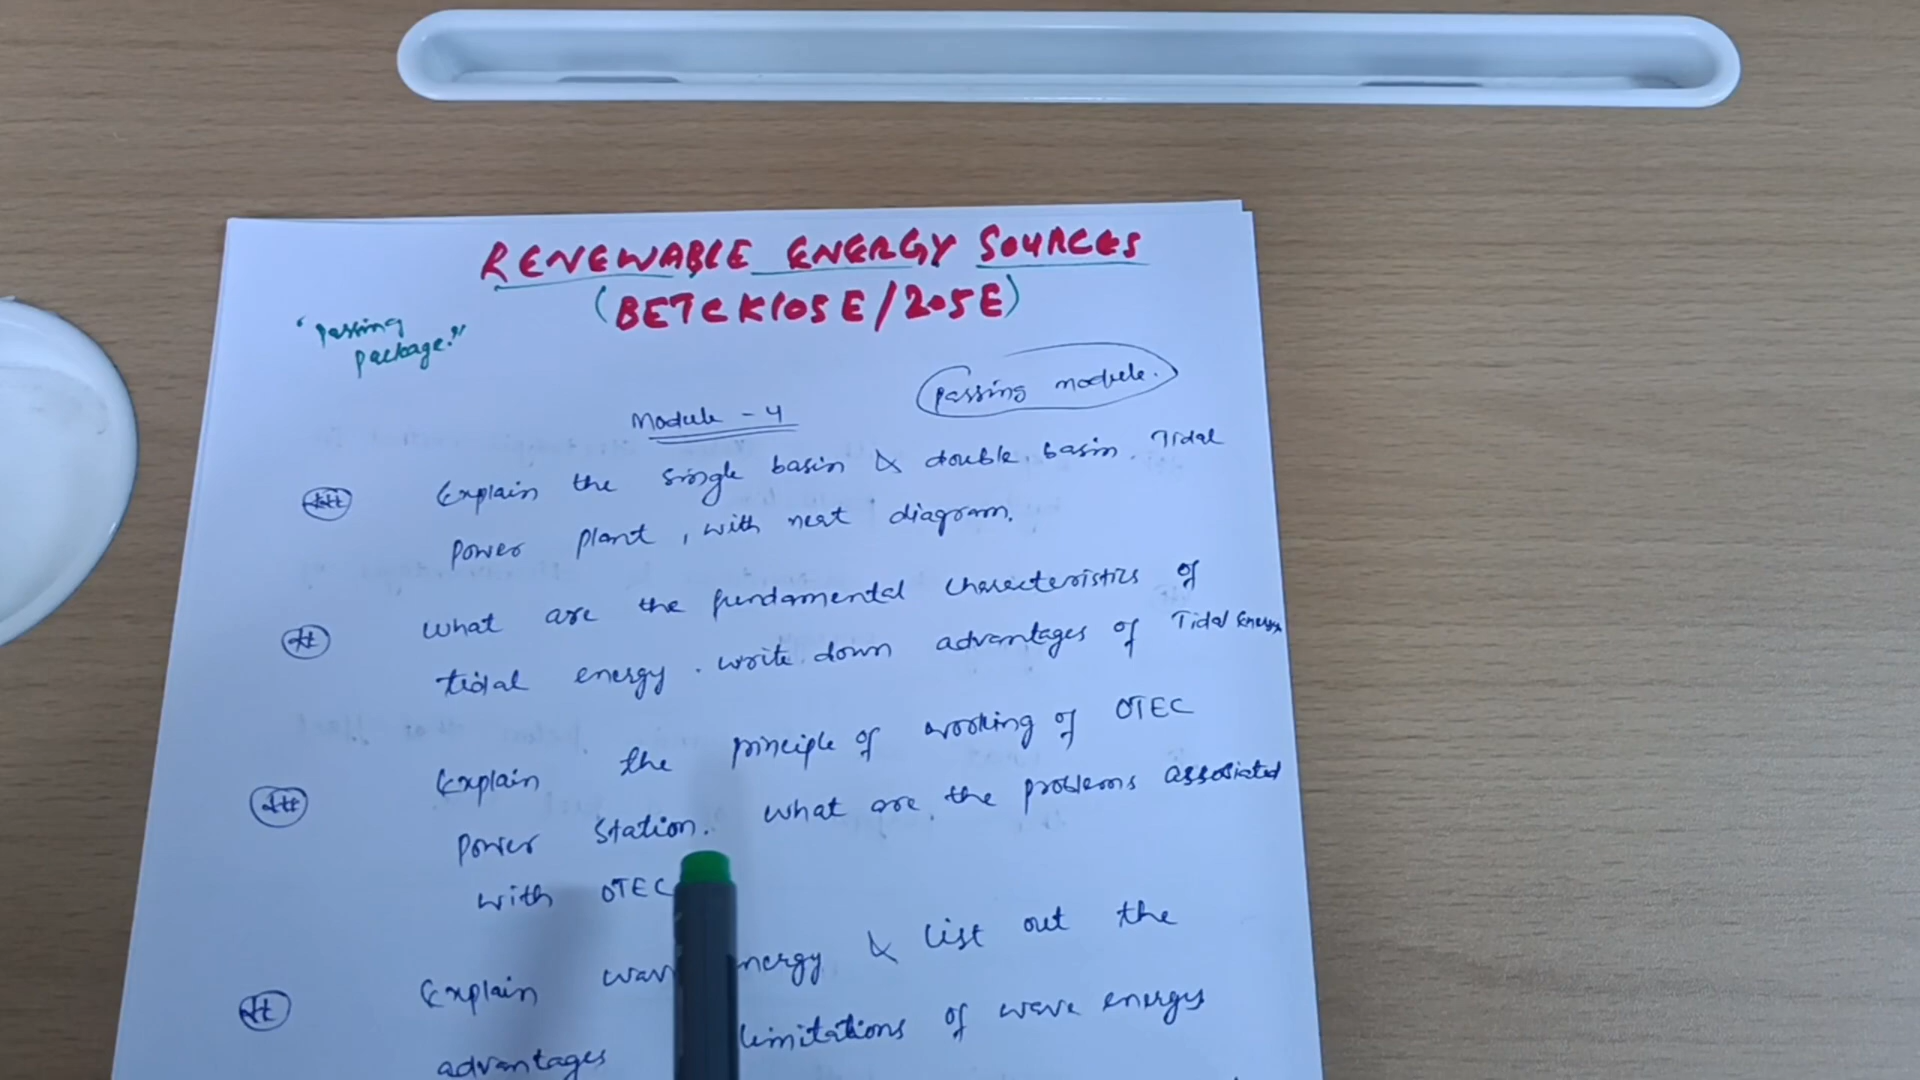 RENEWABLE ENERGY SOURCES
(BETCK105E/205E)
"Passing
Package"
Passing module.
Module - 4
Explain the single basin & double basin Tidal
Power plant, with neat diagram.
What are the fundamental characteristics of
tidal energy. write down advantages of Tidal Energy
Explain the principle of working of OTEC
Power Station. What are the problems associated
with OTEC
Explain energy & list out the
advantages limitations of wave energy